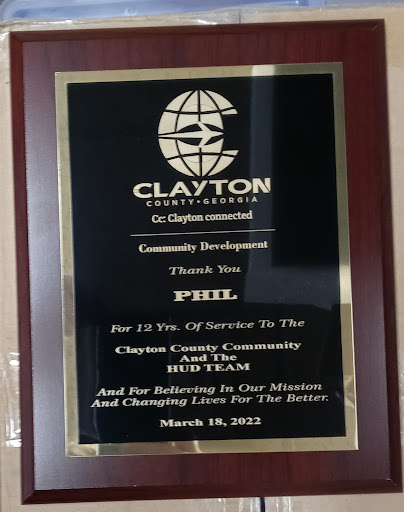 CLAYTON
COUNTY•GEORGIA
Cc: Clayton connected
Community Development
Thank You
PHIL
For 12 Yrs. Of Service To The
Clayton County Community
And The
HUD TEAM
And For Believing In Our Mission
And Changing Lives For The Better.
March 18, 2022